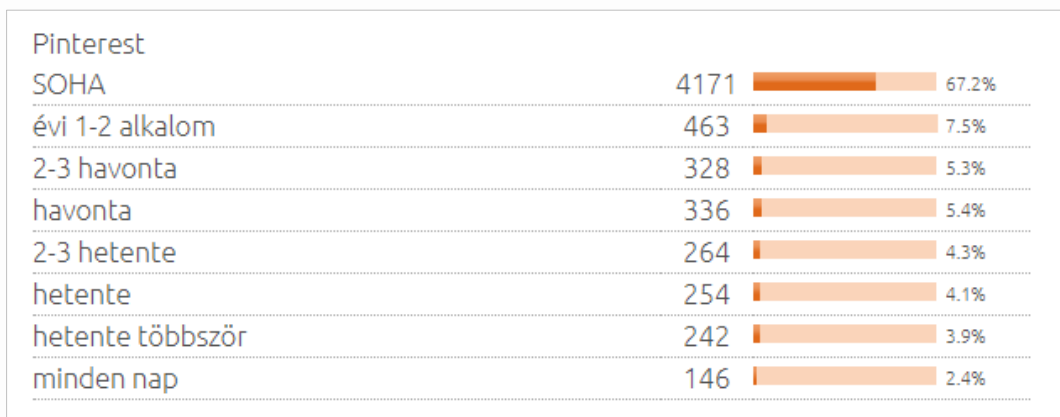 Pinterest
SOHA 4171 67.2%
évi 1-2 alkalom 463 7.5%
2-3 havonta 328 5.3%
havonta 336 5.4%
2-3 hetente 264 4.3%
hetente 254 4.1%
hetente többször 242 3.9%
minden nap 146 2.4%